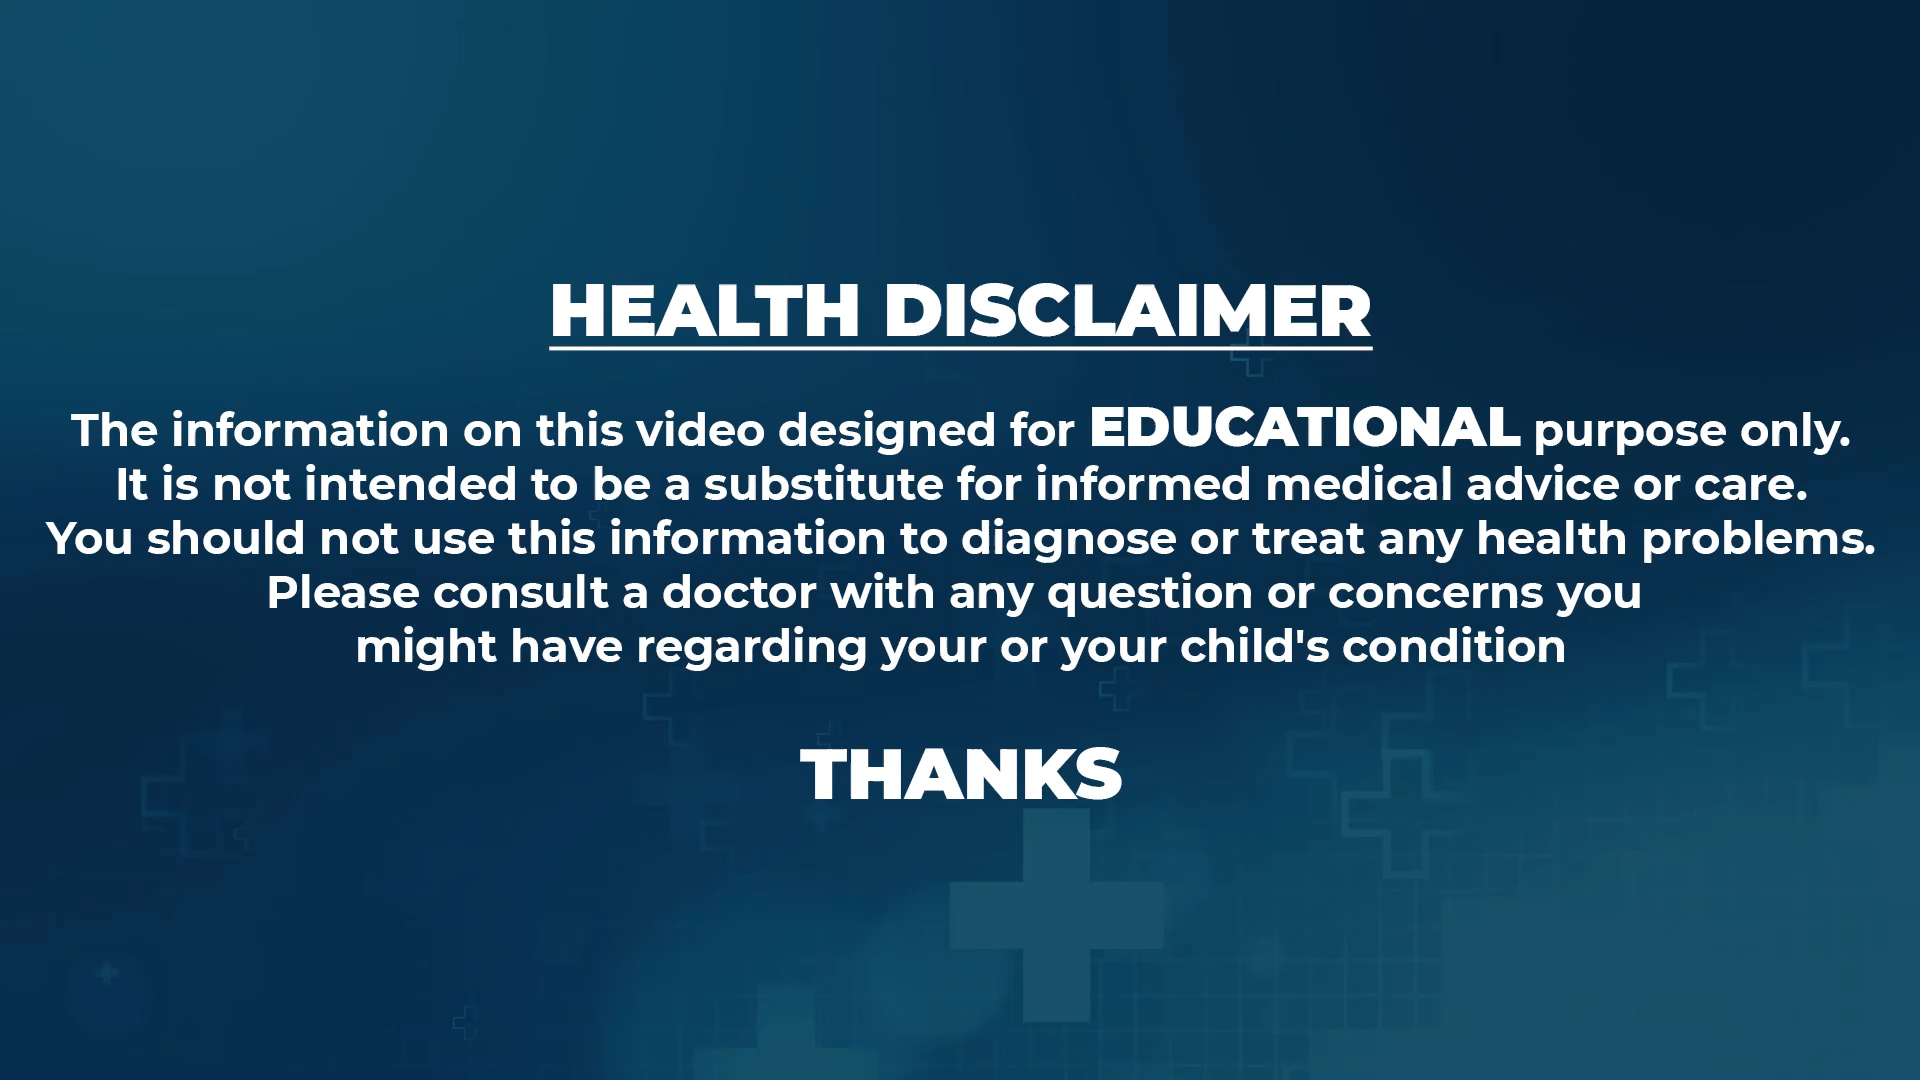 HEALTH DISCLAIMER
The information on this video designed for EDUCATIONAL purpose only.
It is not intended to be a substitute for informed medical advice or care.
You should not use this information to diagnose or treat any health problems.
Please consult a doctor with any question or concerns you
might have regarding your or your child's condition
THANKS